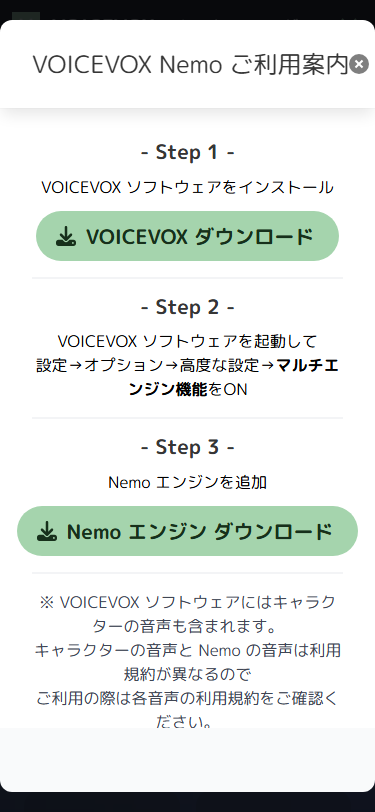 VOICEVOX Nemo ご利用案内
- Step 1 -
VOICEVOX ソフトウェアをインストール
VOICEVOX ダウンロード
- Step 2 -
VOICEVOX ソフトウェアを起動して
設定→オプション→高度な設定→マルチエ
ンジン機能をON
- Step 3 -
Nemo エンジンを追加
Nemo エンジン ダウンロード
※ VOICEVOX ソフトウェアにはキャラク
ターの音声も含まれます。
キャラクターの音声と Nemo の音声は利用
規約が異なるので
ご利用の際は各音声の利用規約をご確認く
ださい。